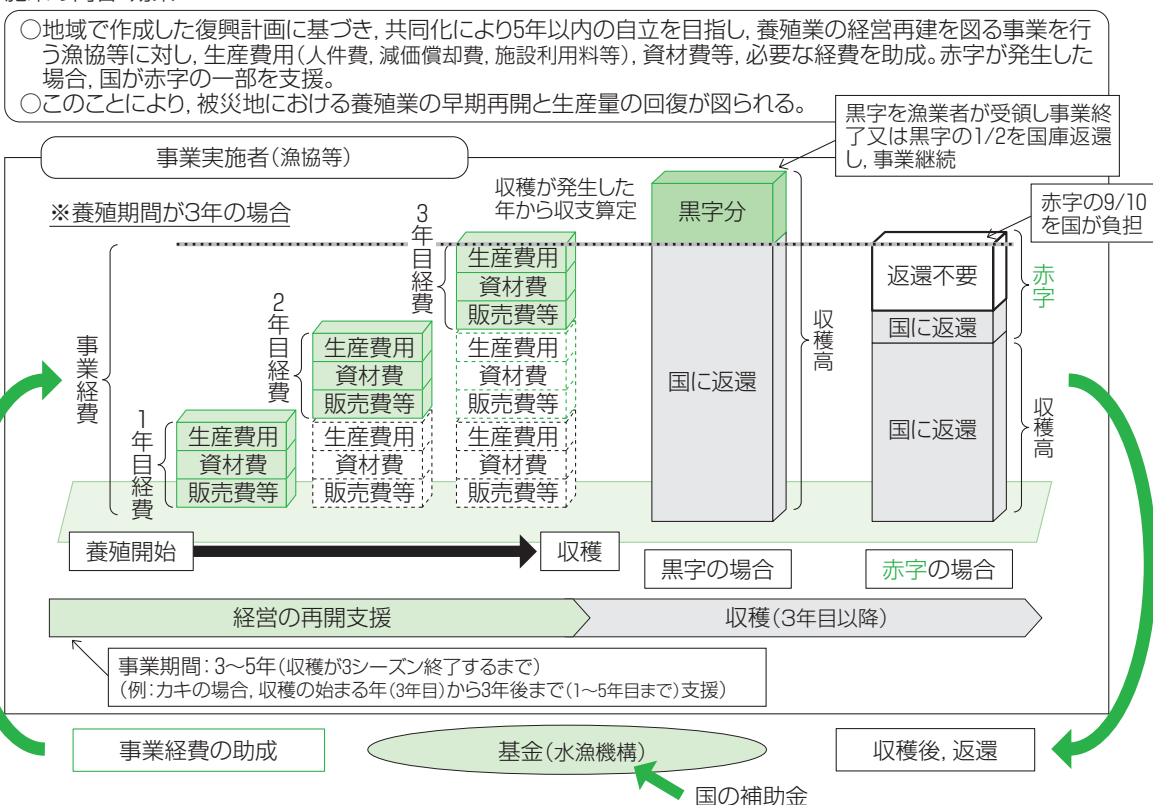 ○地域で作成した復興計画に基づき，共同化により5年以内の自立を目指し，養殖業の経営再建を図る事業を行
う漁協等に対し，生産費用（人件費，減価償却費，施設利用料等），資材費等，必要な経費を助成。赤字が発生した
場合，国が赤字の一部を支援。
○このことにより，被災地における養殖業の早期再開と生産量の回復が図られる。
黒字を漁業者が受領し事業終
了又は黒字の1/2を国庫返還
し，事業継続
事業実施者（漁協等）
赤字の9/10
を国が負担
※養殖期間が3年の場合
収穫が発生した
年から収支算定
事業経費
1年目経費
生産費用
資材費
販売費等
2年目経費
生産費用
資材費
販売費等
生産費用
資材費
販売費等
3年目経費
生産費用
資材費
販売費等
生産費用
資材費
販売費等
生産費用
資材費
販売費等
黒字分
国に返還
収穫高
返還不要
国に返還
国に返還
赤字
収穫高
養殖開始
収穫
黒字の場合
赤字の場合
経営の再開支援
収穫（3年目以降）
事業期間：3～5年（収穫が3シーズン終了するまで）
（例：カキの場合，収穫の始まる年（3年目）から3年後まで（1～5年目まで）支援）
事業経費の助成
基金（水漁機構）
収穫後，返還
国の補助金